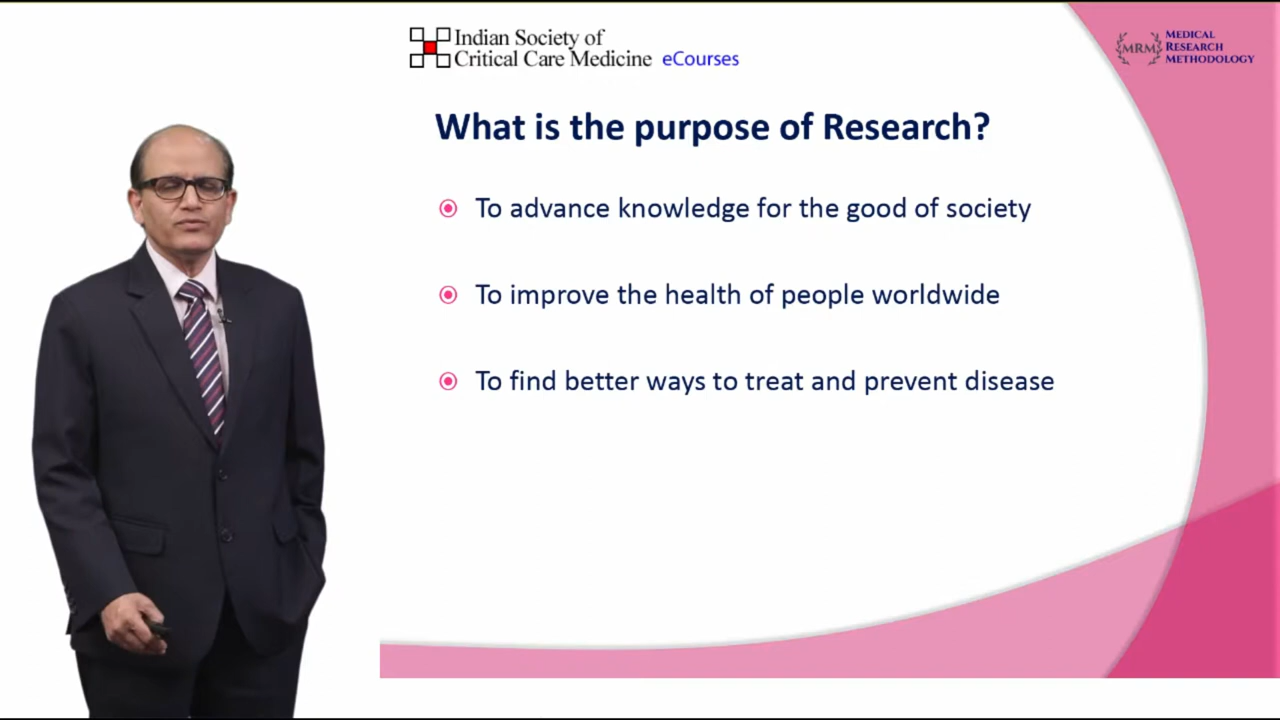 Indian Society of
Critical Care Medicine eCourses
MRM
MEDICAL
RESEARCH
METHODOLOGY
What is the purpose of Research?
To advance knowledge for the good of society
To improve the health of people worldwide
To find better ways to treat and prevent disease